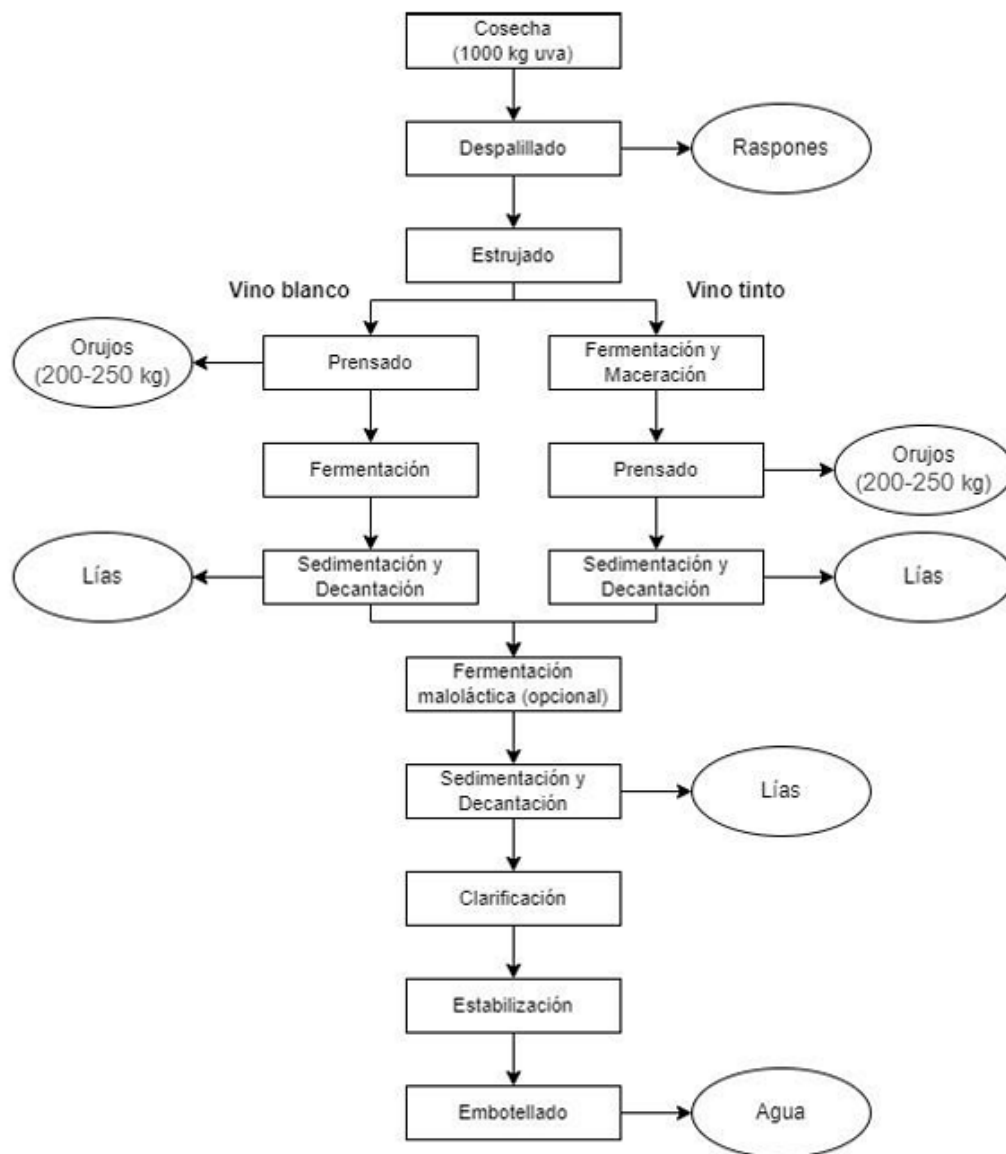 Cosecha
(1000 kg uva)
Despalillado
Raspones
Estrujado
Vino blanco
Vino tinto
Orujos
(200-250 kg)
Prensado
Fermentación y
Maceración
Fermentación
Prensado
Orujos
(200-250 kg)
Lías
Sedimentación y
Decantación
Sedimentación y
Decantación
Lías
Fermentación
maloláctica (opcional)
Sedimentación y
Decantación
Lías
Clarificación
Estabilización
Embotellado
Agua